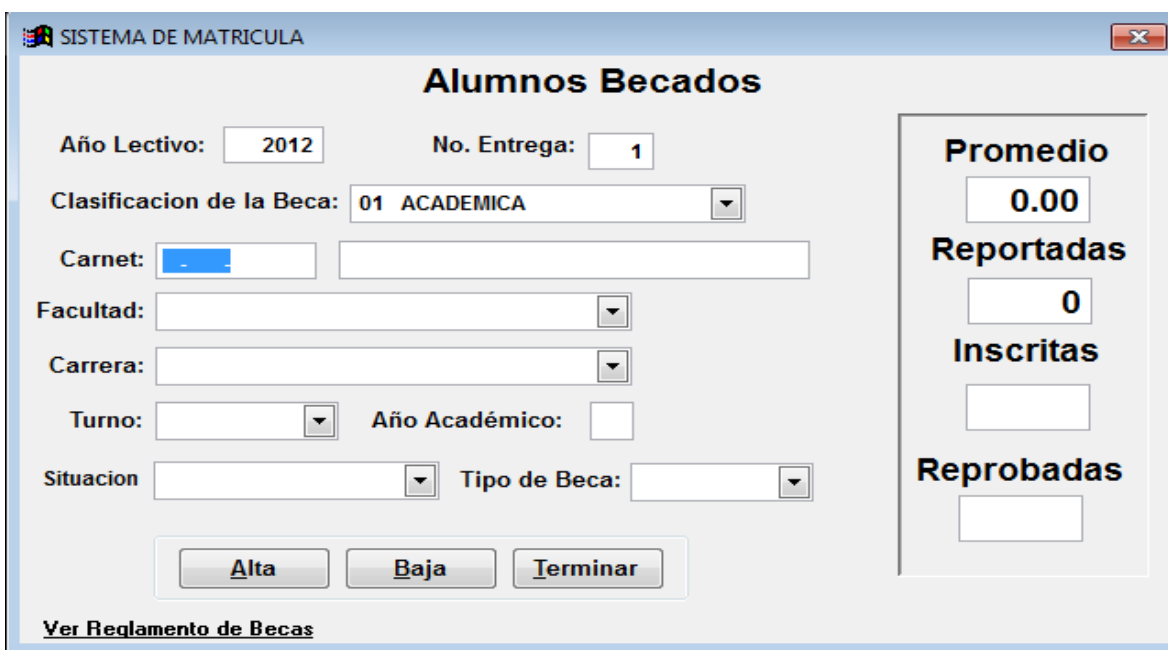 SISTEMA DE MATRICULA
Alumnos Becados
Año Lectivo: 2012 No. Entrega: 1
Clasificacion de la Beca: 01 ACADEMICA
Carnet: - -
Facultad:
Carrera:
Turno: Año Académico:
Situacion Tipo de Beca:
Alta Baja Terminar
Ver Reglamento de Becas
Promedio
0.00
Reportadas
0
Inscritas
Reprobadas